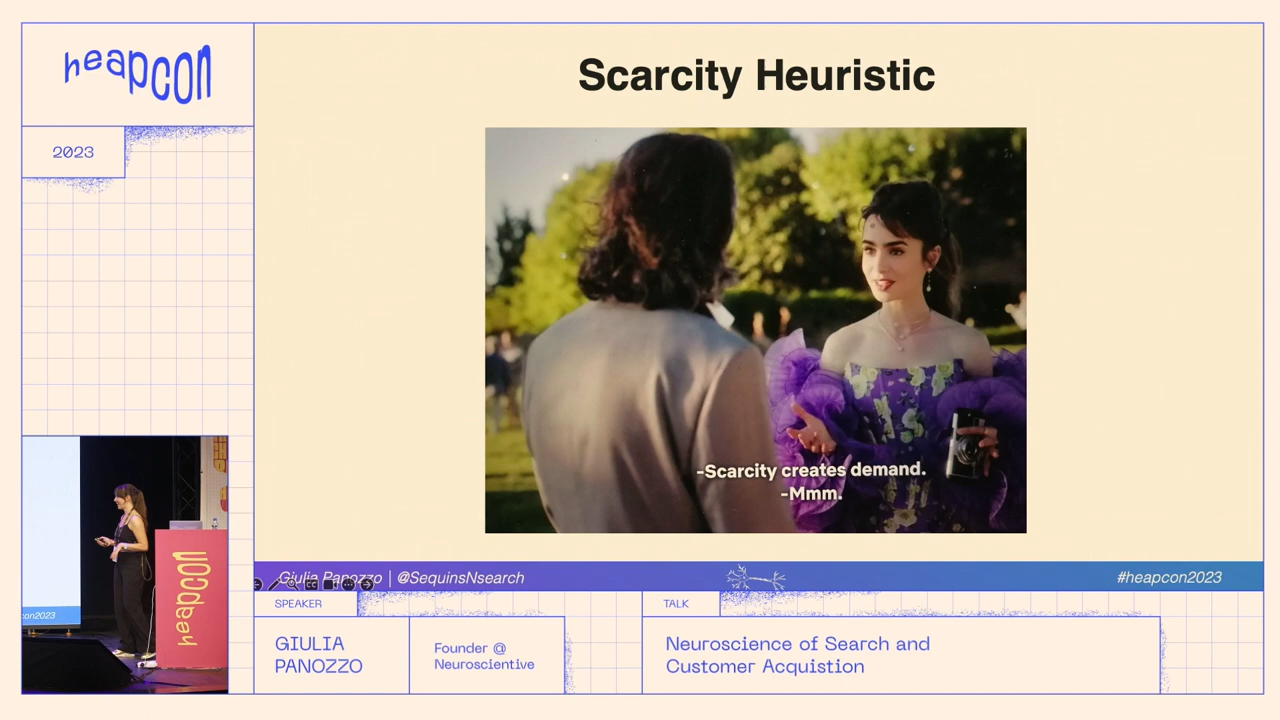 heapcon
2023
Scarcity Heuristic
-Scarcity creates demand.
-Mmm.
Giulia Panozzo | @SequinsNsearch
#heapcon2023
con2023
heapcon
SPEAKER
GIULIA
PANOZZO
Founder @
Neuroscientive
TALK
Neuroscience of Search and
Customer Acquistion